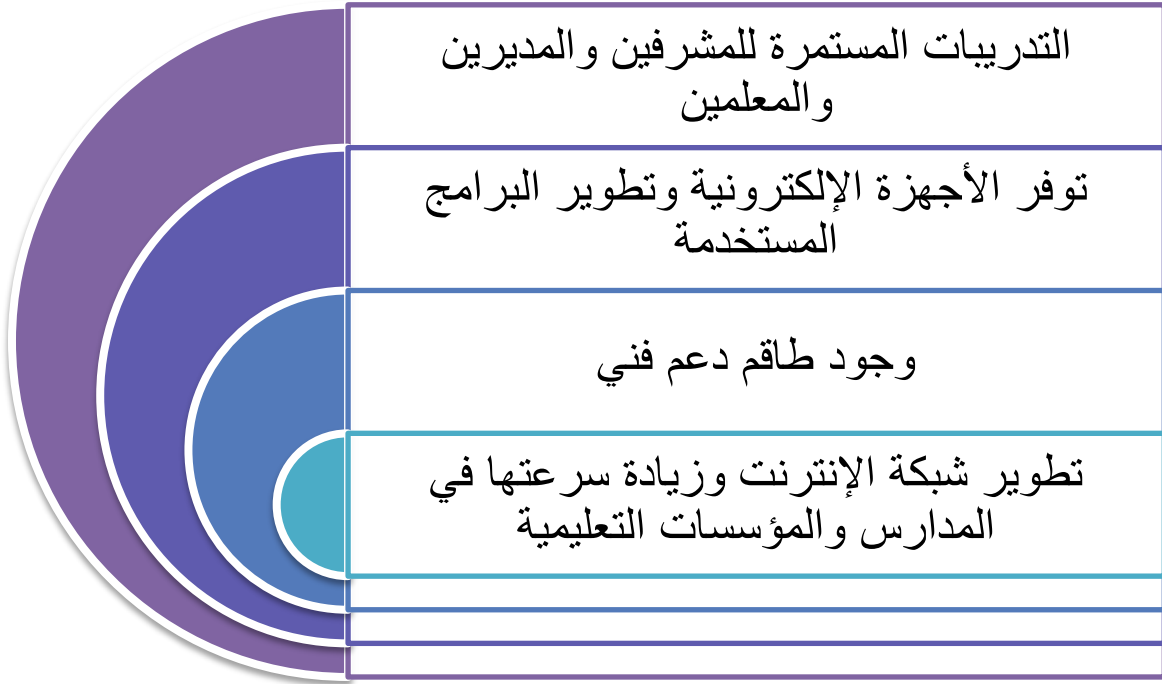 التدريبات المستمرة للمشرفين والمديرين
والمعلمين
توفر الأجهزة الإلكترونية وتطوير البرامج
المستخدمة
وجود طاقم دعم فني
تطوير شبكة الإنترنت وزيادة سرعتها في
المدارس والمؤسسات التعليمية